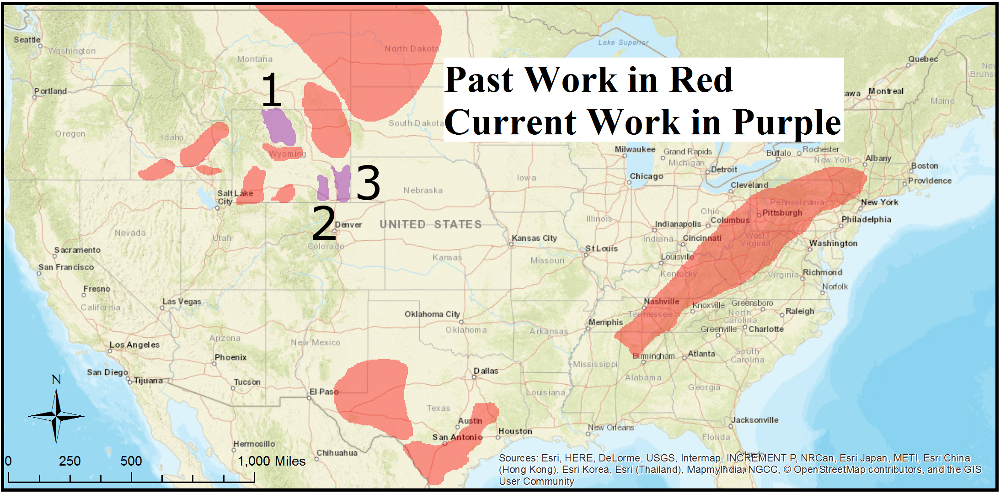 Past Work in Red
Current Work in Purple
1
2
3
Seattle
Washington
Portland
Oregon
Idaho
Montana
North Dakota
South Dakota
Wyoming
Nebraska
Salt Lake
City
Nevada
Utah
Denver
Colorado
UNITED STATES
Kansas
Kansas City
Iowa
Missouri
St Louis
Illinois
Lake Superior
Milwaukee
Grand Rapids
Michigan
Chicago
Detroit
Buffalo
Rochester
New York
Albany
Boston
Providence
Quebec
New
Brunsw
Montreal
Maine
Cleveland
Pennsylvania
Pittsburgh
New York
Philadelphia
Ohio
Columbus
Indianapolis
Indiana
Cincinnati
West
Virginia
Washington
Louisville
Kentucky
Virginia
Richmond
Norfolk
Nashville
Tennessee
Knoxville
Greensboro
North
Carolina
Raleigh
Greenville
Charlotte
Memphis
Arkansas
Oklahoma City
Oklahoma
Sacramento
San Francisco
Fresno
California
Las Vegas
Los Angeles
San Diego
Tijuana
Arizona
Phoenix
Tucson
New Mexico
El Paso
Hermosillo
Chihuahua
Dallas
Texas
Austin
San Antonio
Houston
Louisiana
New Orleans
Mississippi
Birmingham
Alabama
Atlanta
Georgia
South
Carolina
Jacksonville
Florida
Orlando
N
0 250 500 1,000 Miles
Sources: Esri, HERE, DeLorme, USGS, Intermap, INCREMENT P, NRCan, Esri Japan, METI, Esri China
(Hong Kong), Esri Korea, Esri (Thailand), MapmyIndia, NGCC, © OpenStreetMap contributors, and the GIS
User Community